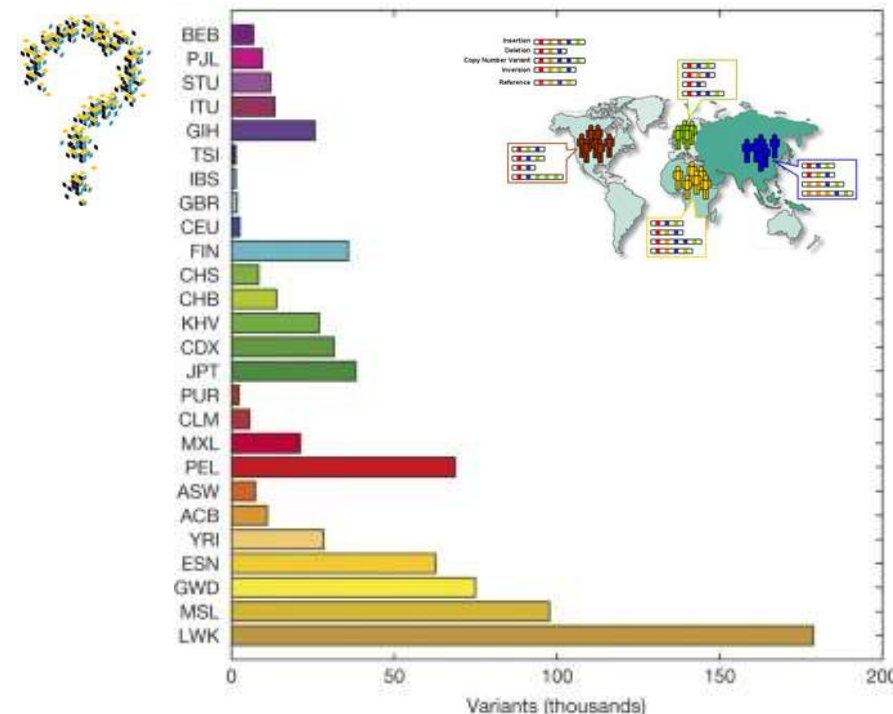 BEB
PJL
STU
ITU
GIH
TSI
IBS
GBR
CEU
FIN
CHS
CHB
KHV
CDX
JPT
PUR
CLM
MXL
PEL
ASW
ACB
YRI
ESN
GWD
MSL
LWK
0 50 100 150 200
Variants (thousands)
Insertion
Deletion
Copy Number Variant
Inversion
Reference